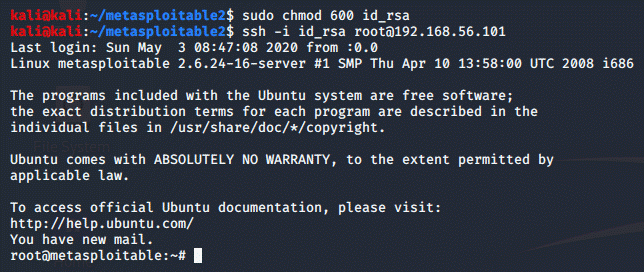 kali@kali:~/metasploitable2$ sudo chmod 600 id_rsa
kali@kali:~/metasploitable2$ ssh -i id_rsa root@192.168.56.101
Last login: Sun May  3 08:47:08 2020 from :0.0
Linux metasploitable 2.6.24-16-server #1 SMP Thu Apr 10 13:58:00 UTC 2008 i686
The programs included with the Ubuntu system are free software;
the exact distribution terms for each program are described in the
individual files in /usr/share/doc/*/copyright.
File System
Ubuntu comes with ABSOLUTELY NO WARRANTY, to the extent permitted by
applicable law.
To access official Ubuntu documentation, please visit:
http://help.ubuntu.com/
You have new mail.
root@metasploitable:~#